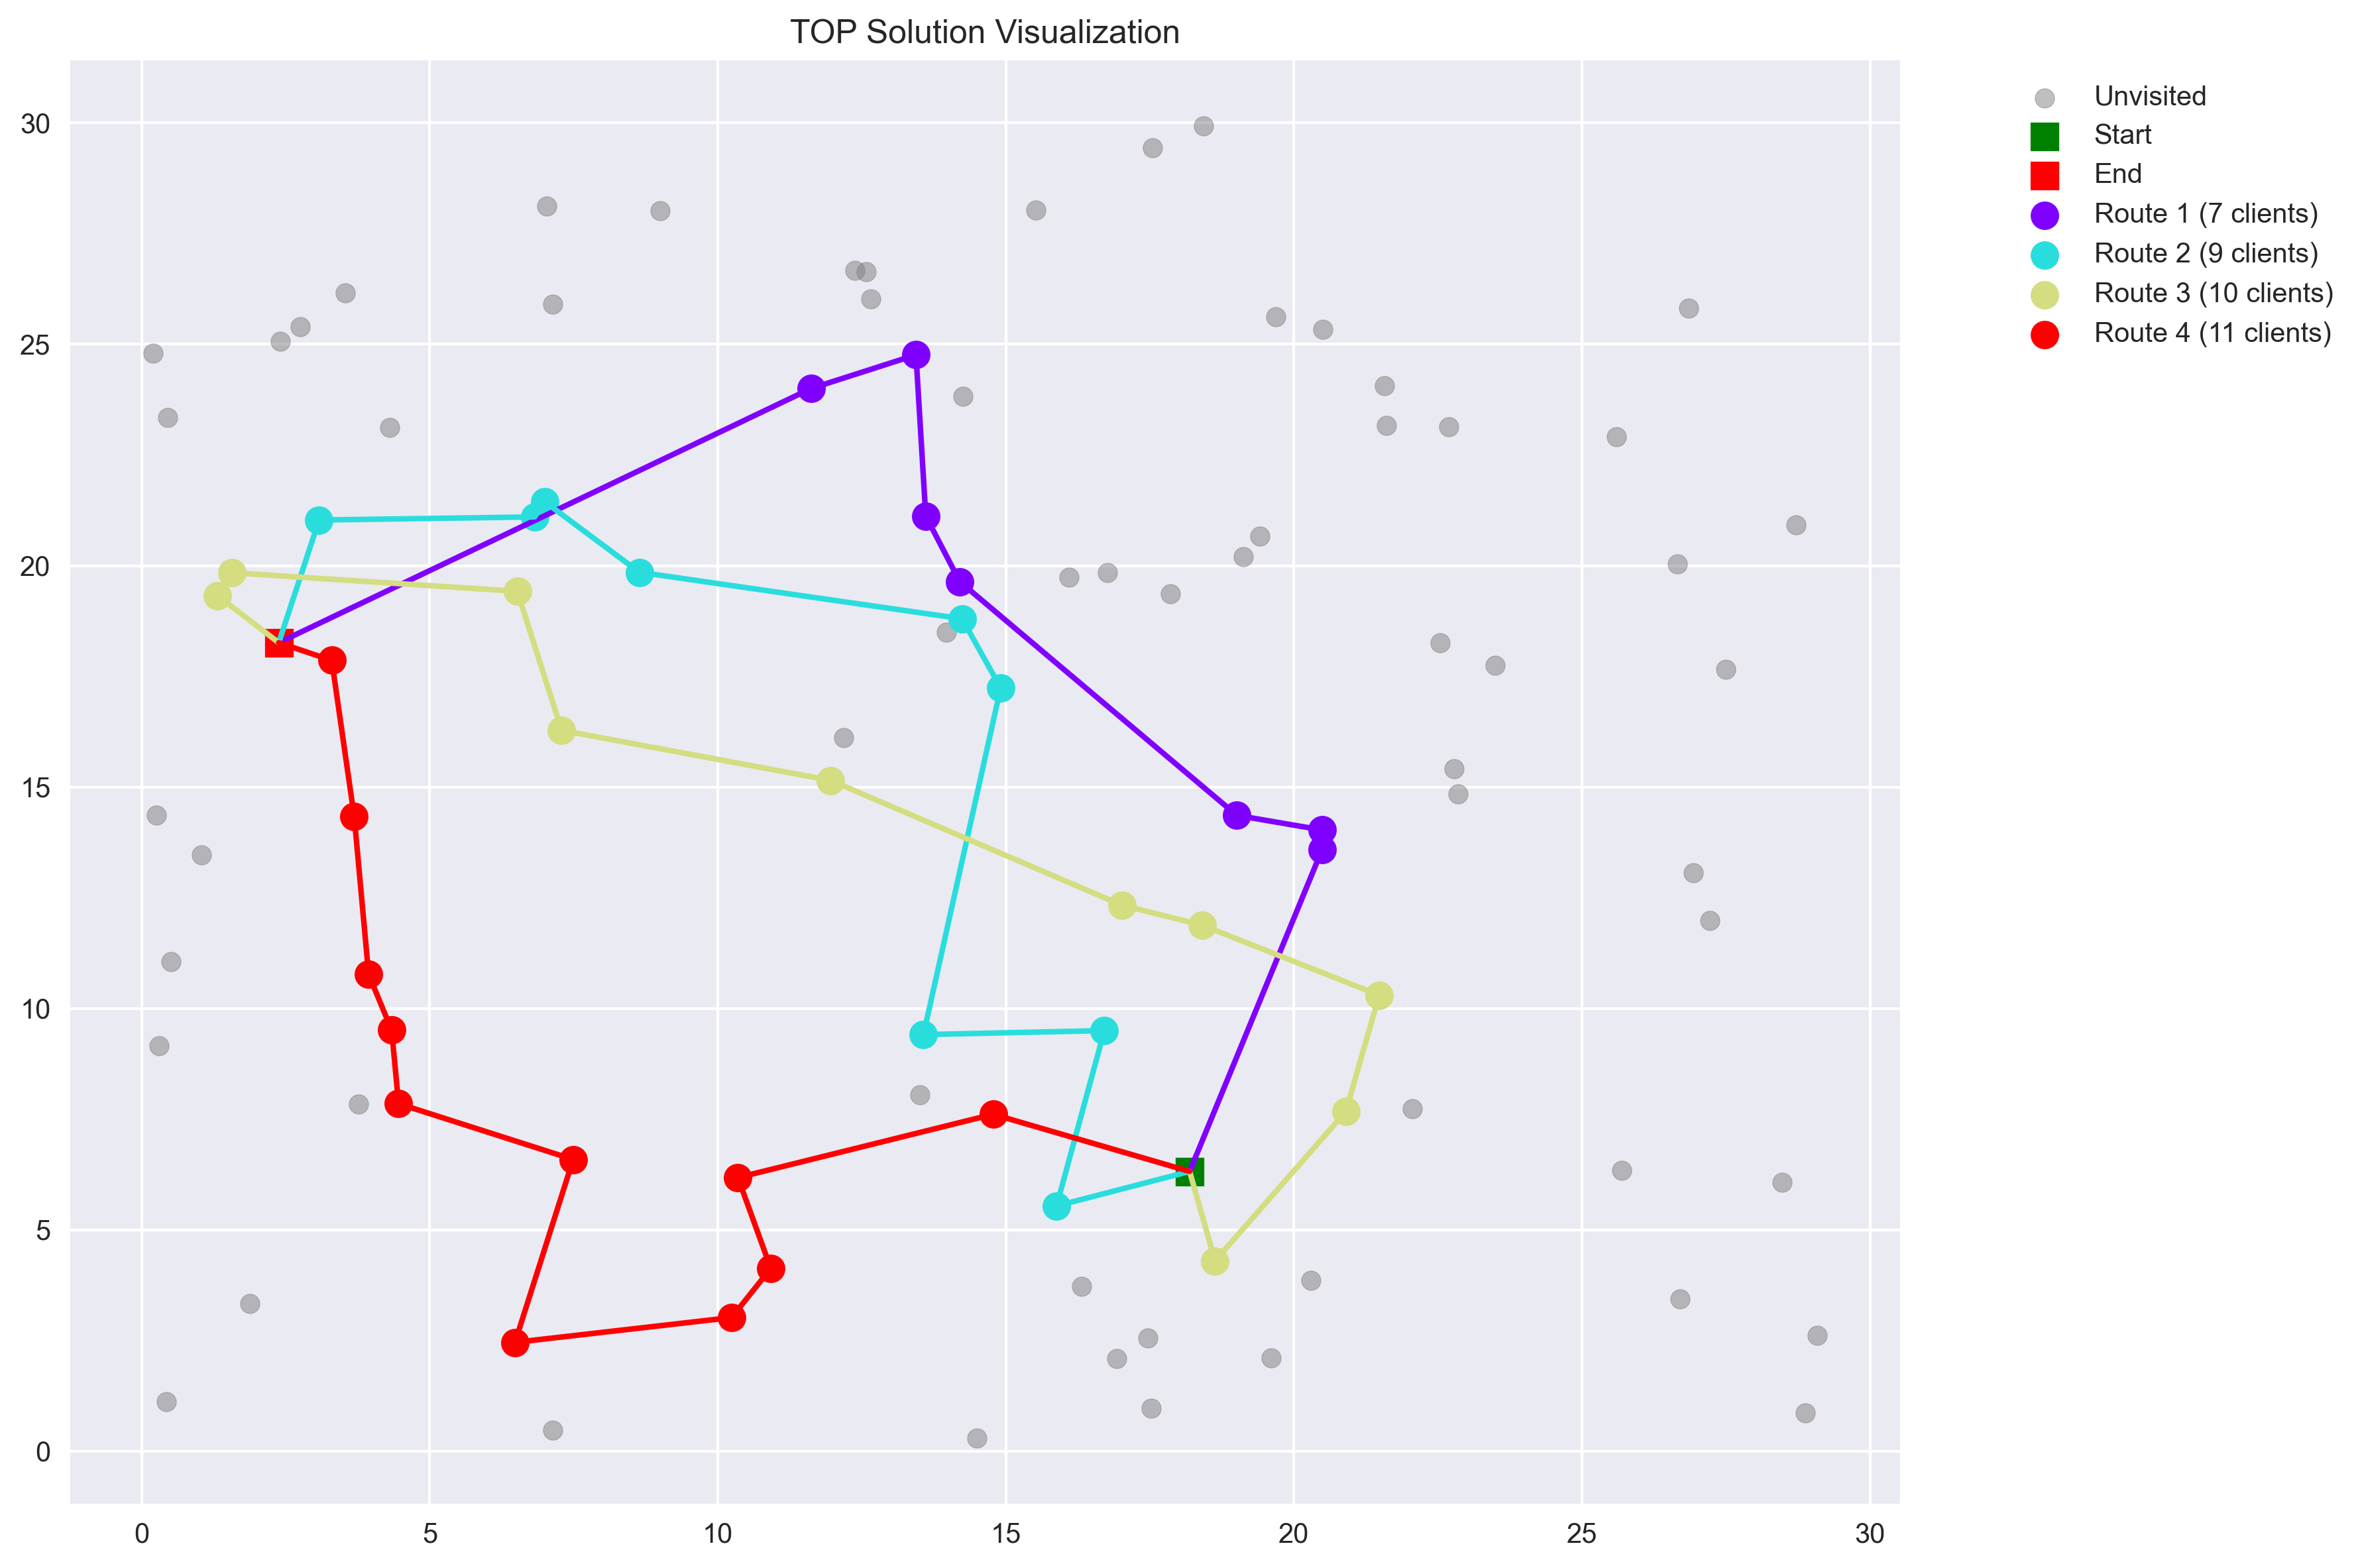 TOP Solution Visualization
30
25
20
15
10
5
0
0 5 10 15 20 25 30
Unvisited
Start
End
Route 1 (7 clients)
Route 2 (9 clients)
Route 3 (10 clients)
Route 4 (11 clients)